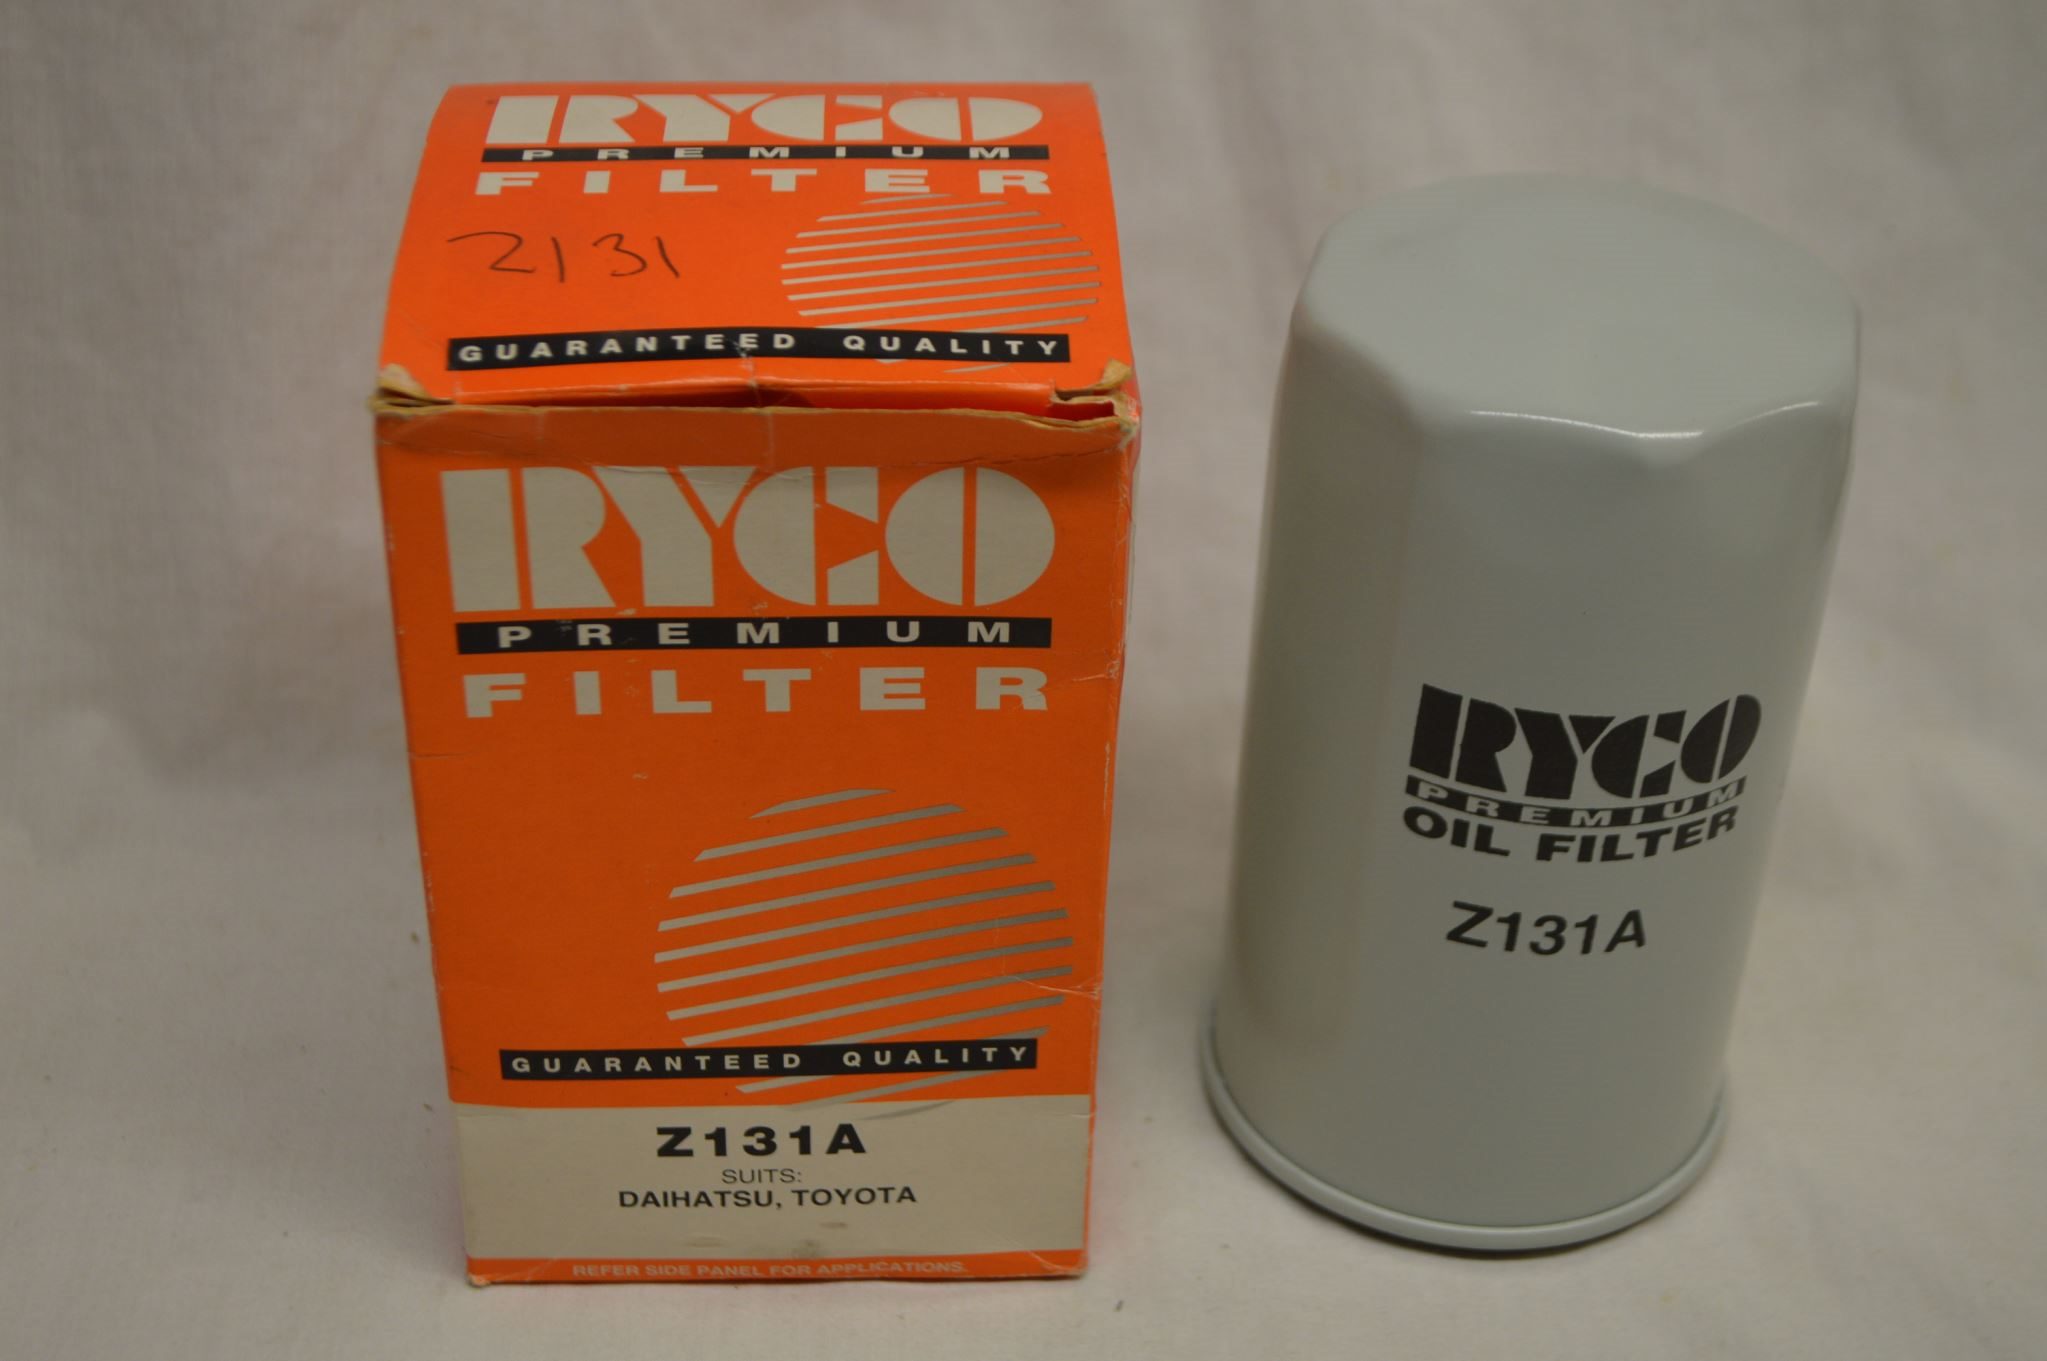 RYCO
PREMIUM
FILTER
Z131
GUARANTEED QUALITY
RYCO
PREMIUM
FILTER
GUARANTEED QUALITY
Z131A
SUITS:
DAIHATSU, TOYOTA
REFER SIDE PANEL FOR APPLICATIONS.
RYCO
PREMIUM
OIL FILTER
Z131A